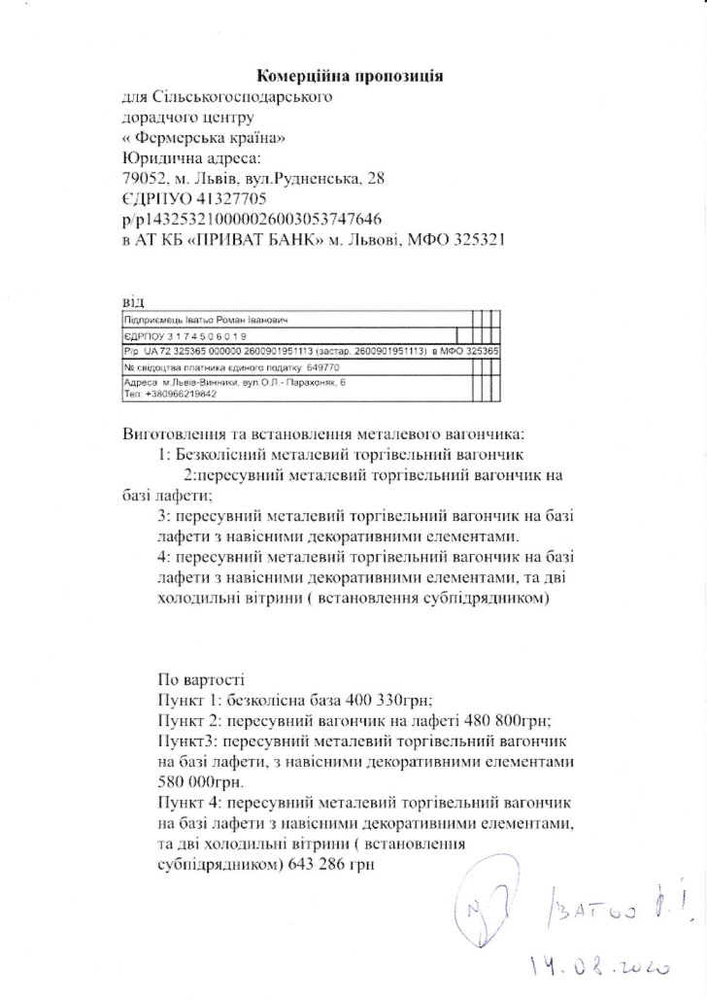 Комерційна пропозиція
для Сільськогосподарського
дорадчого центру
« Фермерська країна»
Юридична адреса:
79052, м. Львів, вул.Рудненська, 28
ЄДРПУО 41327705
р/р14325321000002600305374​7646
в АТ КБ «ПРИВАТ БАНК» м. Львові, МФО 325321
від
Підприємець Іватьо Роман Іванович
ЄДРПОУ 3 1 7 4 5 0 6 0 1 9
Р/р UA 72 325365 000000 2600901951113 (застар. 2600901951113) в МФО 325365
№ свідоцтва платника єдиного податку 649770
Адреса м.Львів-Винники, вул.О.Л.- Парахоняк, 6
Тел: +380966219842
Виготовлення та встановлення металевого вагончика:
1: Безколісний металевий торгівельний вагончик
2:пересувний металевий торгівельний вагончик на
базі лафети;
3: пересувний металевий торгівельний вагончик на базі
лафети з навісними декоративними елементами.
4: пересувний металевий торгівельний вагончик на базі
лафети з навісними декоративними елементами, та дві
холодильні вітрини ( встановлення субпідрядником)
По вартості
Пункт 1: безколісна база 400 330грн;
Пункт 2: пересувний вагончик на лафеті 480 800грн;
Пункт3: пересувний металевий торгівельний вагончик
на базі лафети, з навісними декоративними елементами
580 000грн.
Пункт 4: пересувний металевий торгівельний вагончик
на базі лафети з навісними декоративними елементами,
та дві холодильні вітрини ( встановлення
субпідрядником) 643 286 грн
Іватьо Р.І.
14.08.2020